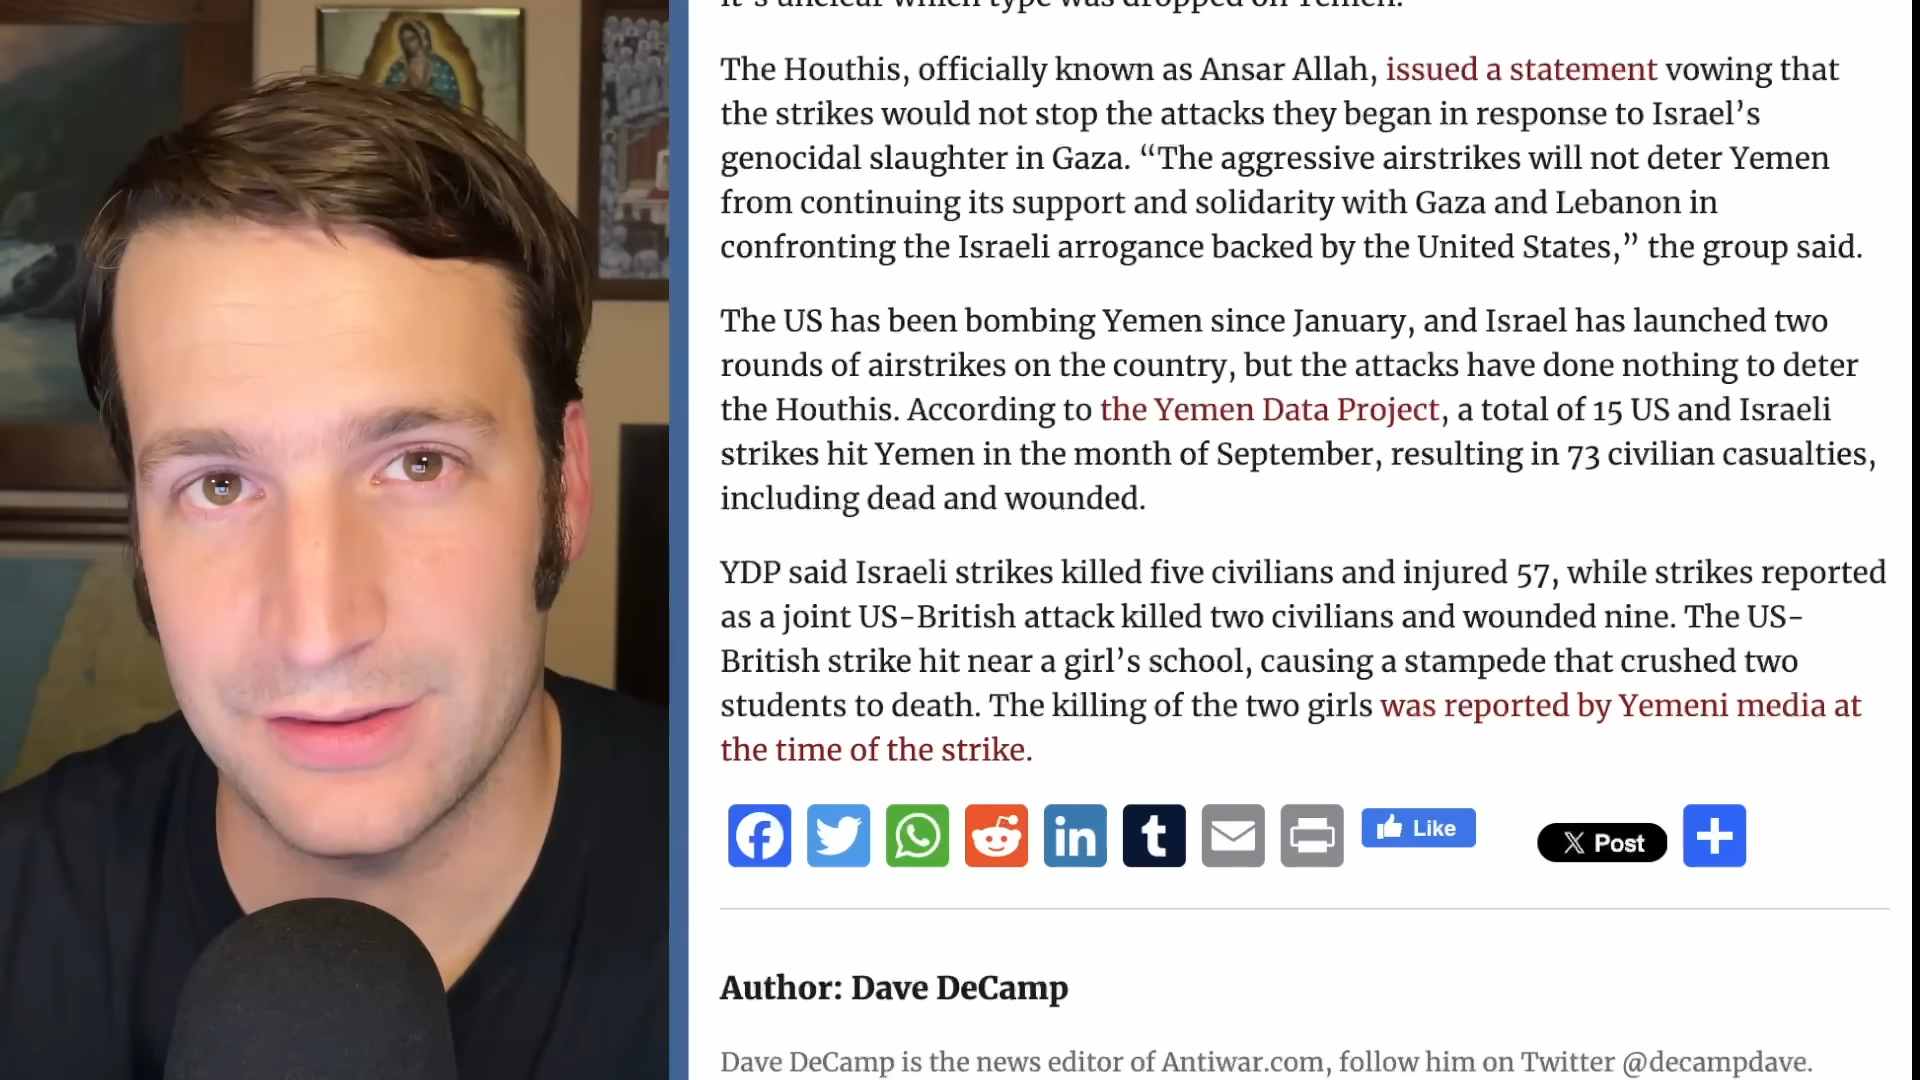 it's unclear which type was dropped on Yemen.
The Houthis, officially known as Ansar Allah, issued a statement vowing that
the strikes would not stop the attacks they began in response to Israel’s
genocidal slaughter in Gaza. “The aggressive airstrikes will not deter Yemen
from continuing its support and solidarity with Gaza and Lebanon in
confronting the Israeli arrogance backed by the United States,” the group said.
The US has been bombing Yemen since January, and Israel has launched two
rounds of airstrikes on the country, but the attacks have done nothing to deter
the Houthis. According to the Yemen Data Project, a total of 15 US and Israeli
strikes hit Yemen in the month of September, resulting in 73 civilian casualties,
including dead and wounded.
YDP said Israeli strikes killed five civilians and injured 57, while strikes reported
as a joint US-British attack killed two civilians and wounded nine. The US-
British strike hit near a girl’s school, causing a stampede that crushed two
students to death. The killing of the two girls was reported by Yemeni media at
the time of the strike.
Like
X Post
Author: Dave DeCamp
Dave DeCamp is the news editor of Antiwar.com, follow him on Twitter @decampdave.